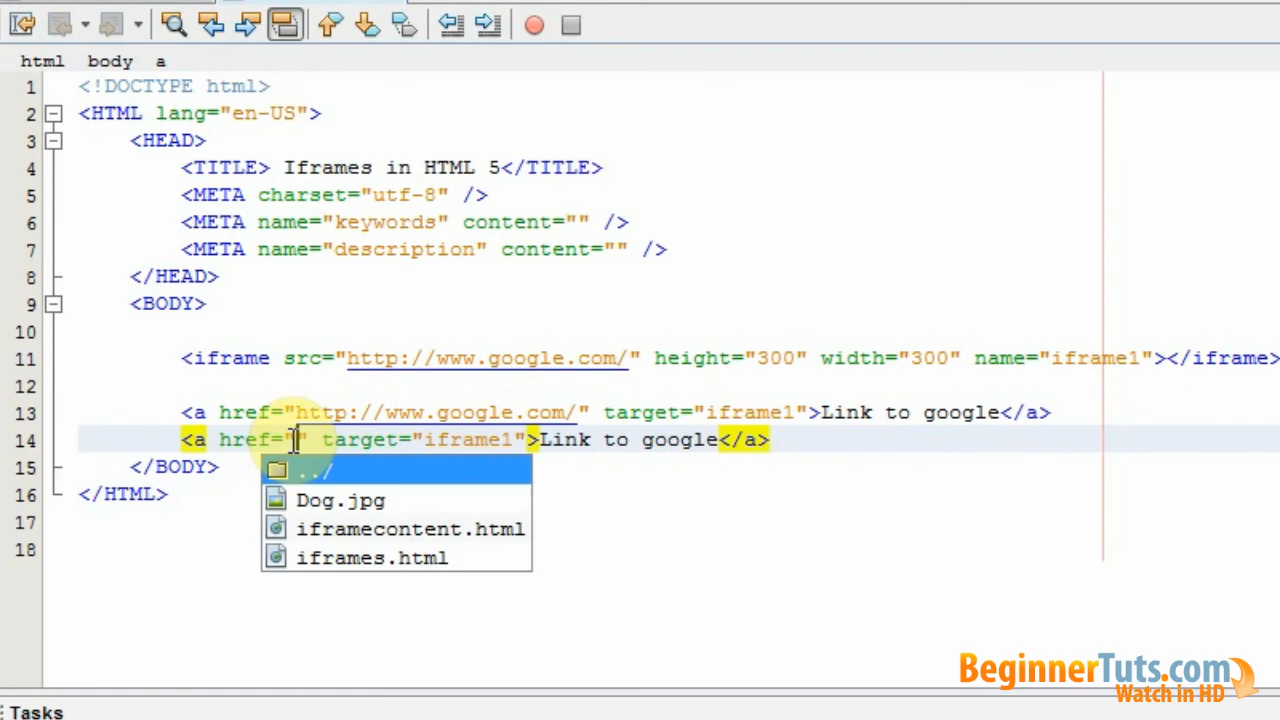 html body a
1 <!DOCTYPE html>
2 <HTML lang="en-US">
3 <HEAD>
4 <TITLE> Iframes in HTML 5</TITLE>
5 <META charset="utf-8" />
6 <META name="keywords" content="" />
7 <META name="description" content="" />
8 </HEAD>
9 <BODY>
10
11 <iframe src="http://www.google.com/" height="300" width="300" name="iframe1"></iframe>
12
13 <a href="http://www.google.com/" target="iframe1">Link to google</a>
14 <a href="" target="iframe1">Link to google</a>
15 </BODY>
../
16 </HTML>
Dog.jpg
17
iframecontent.html
18
iframes.html
BeginnerTuts.com
Watch in HD
Tasks